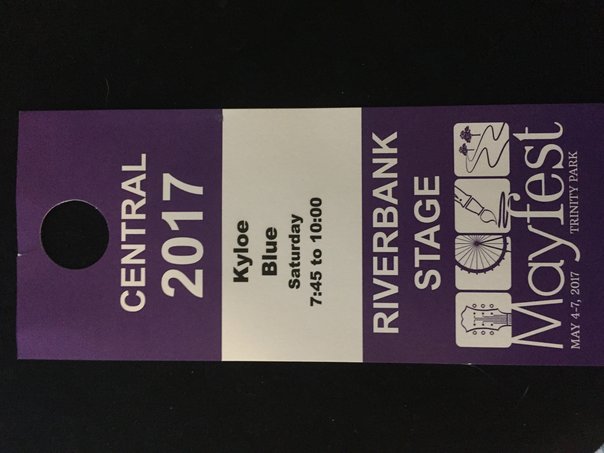 CENTRAL
2017
Kyloe
Blue
Saturday
7:45 to 10:00
RIVERBANK
STAGE
Mayfest
MAY 4-7, 2017 TRINITY PARK